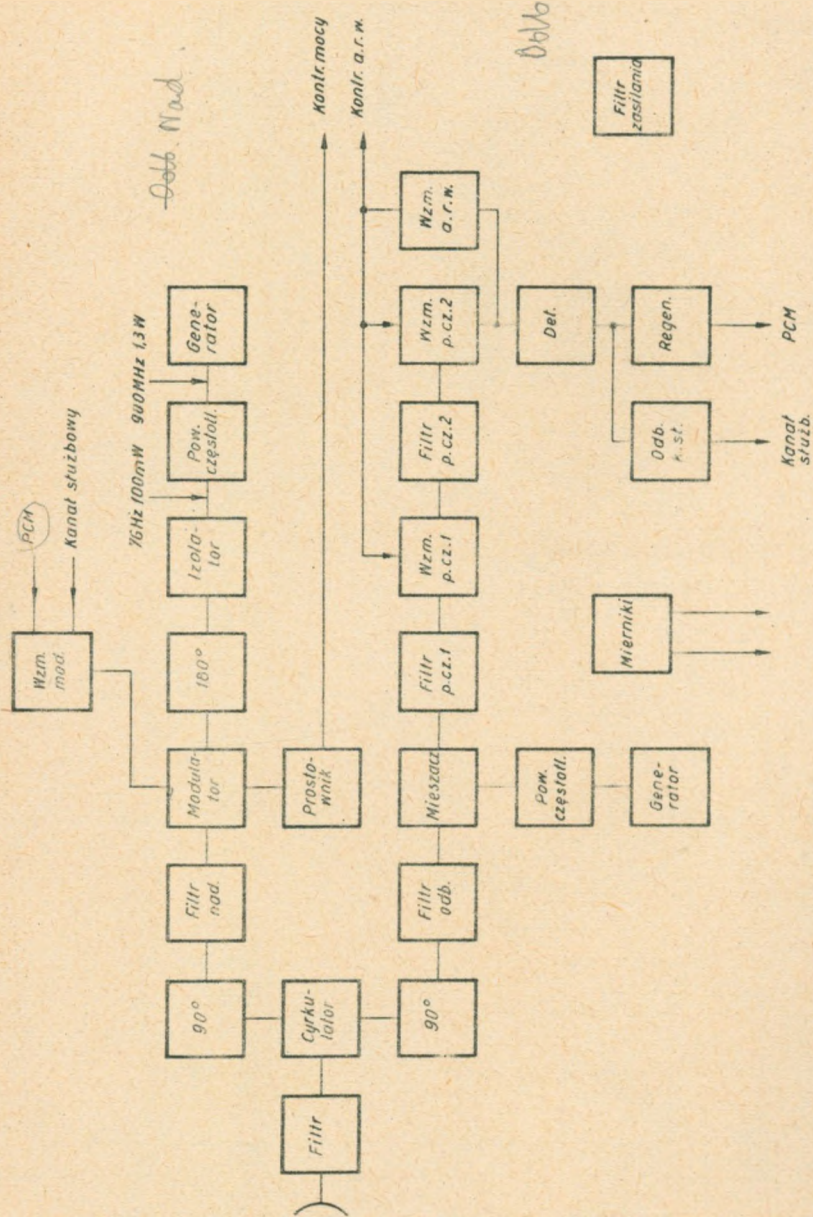 PCM
Kanał służbowy
Wzm.
mod.
7GHz 100mW 900MHz 1,3W
Nad.
90°
Filtr
nad.
Modula-
tor
180°
Izola-
tor
Pow.
częstotl.
Gene-
rator
Filtr
Cyrku-
lator
Prosto-
wnik
Kontr. mocy
Kontr. a.r.w.
90°
Filtr
odb.
Mieszacz
Filtr
p.cz.1
Wzm.
p.cz.1
Filtr
p.cz.2
Wzm.
p.cz.2
Wzm.
a.r.w.
Pow.
częstotl.
Det.
Gene-
rator
Mierniki
Odb.
k.sł.
Regen.
Filtr
zasilania
Kanał
służb.
PCM